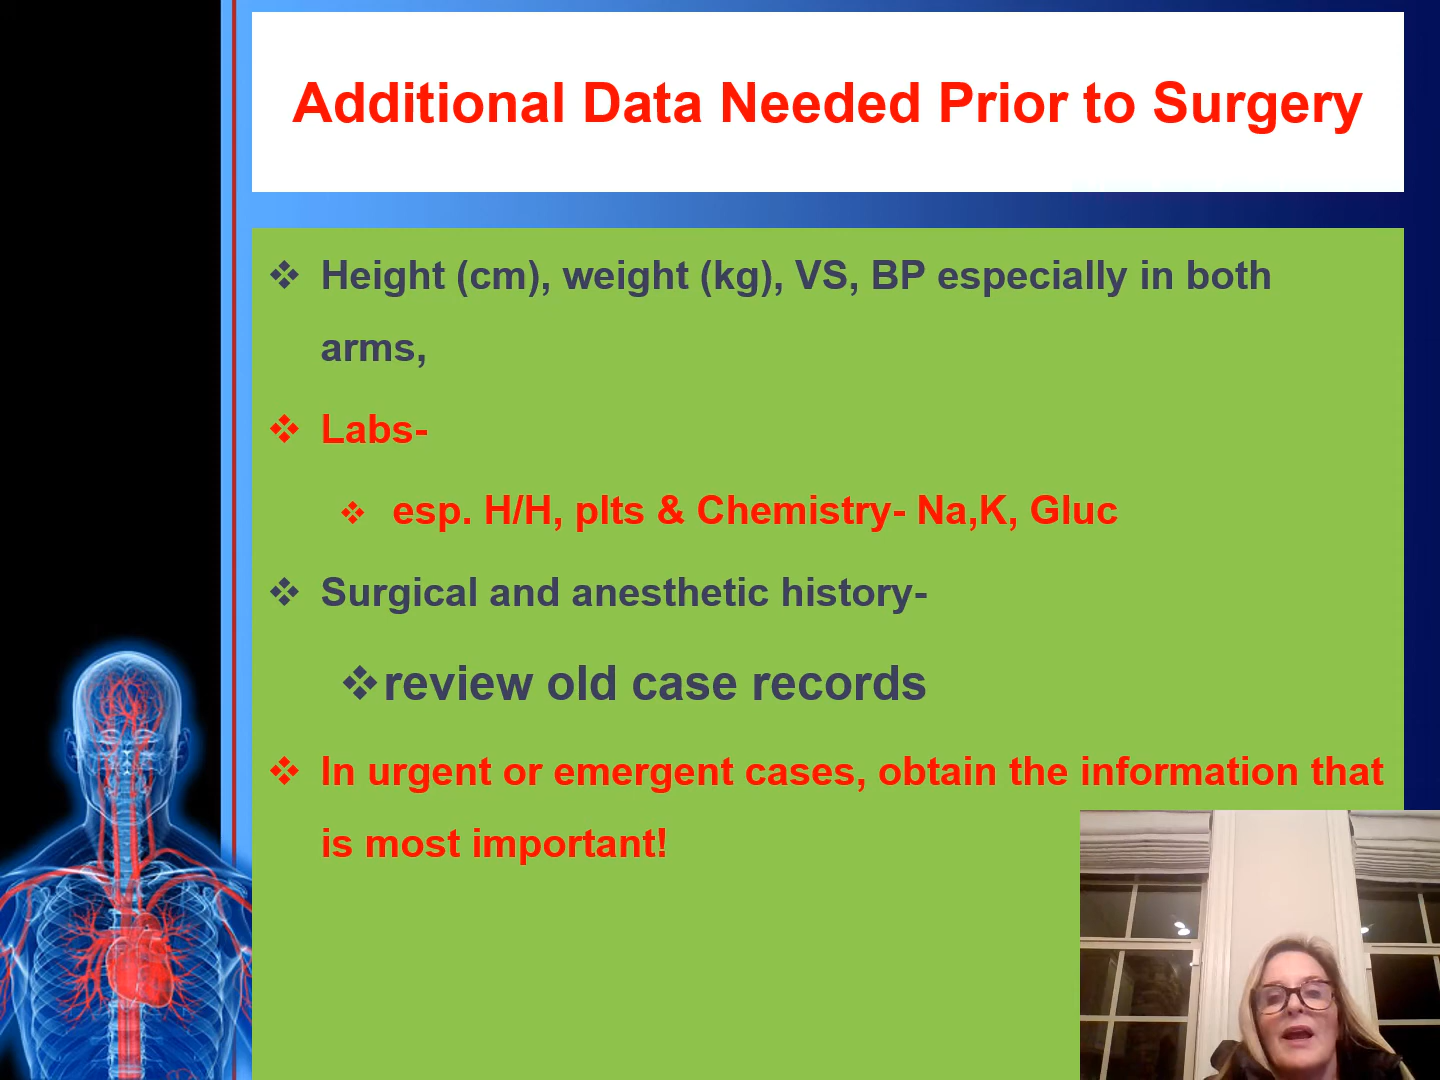 Additional Data Needed Prior to Surgery
❖ Height (cm), weight (kg), VS, BP especially in both
arms,
❖ Labs-
❖ esp. H/H, plts & Chemistry- Na,K, Gluc
❖ Surgical and anesthetic history-
❖review old case records
❖ In urgent or emergent cases, obtain the information that
is most important!